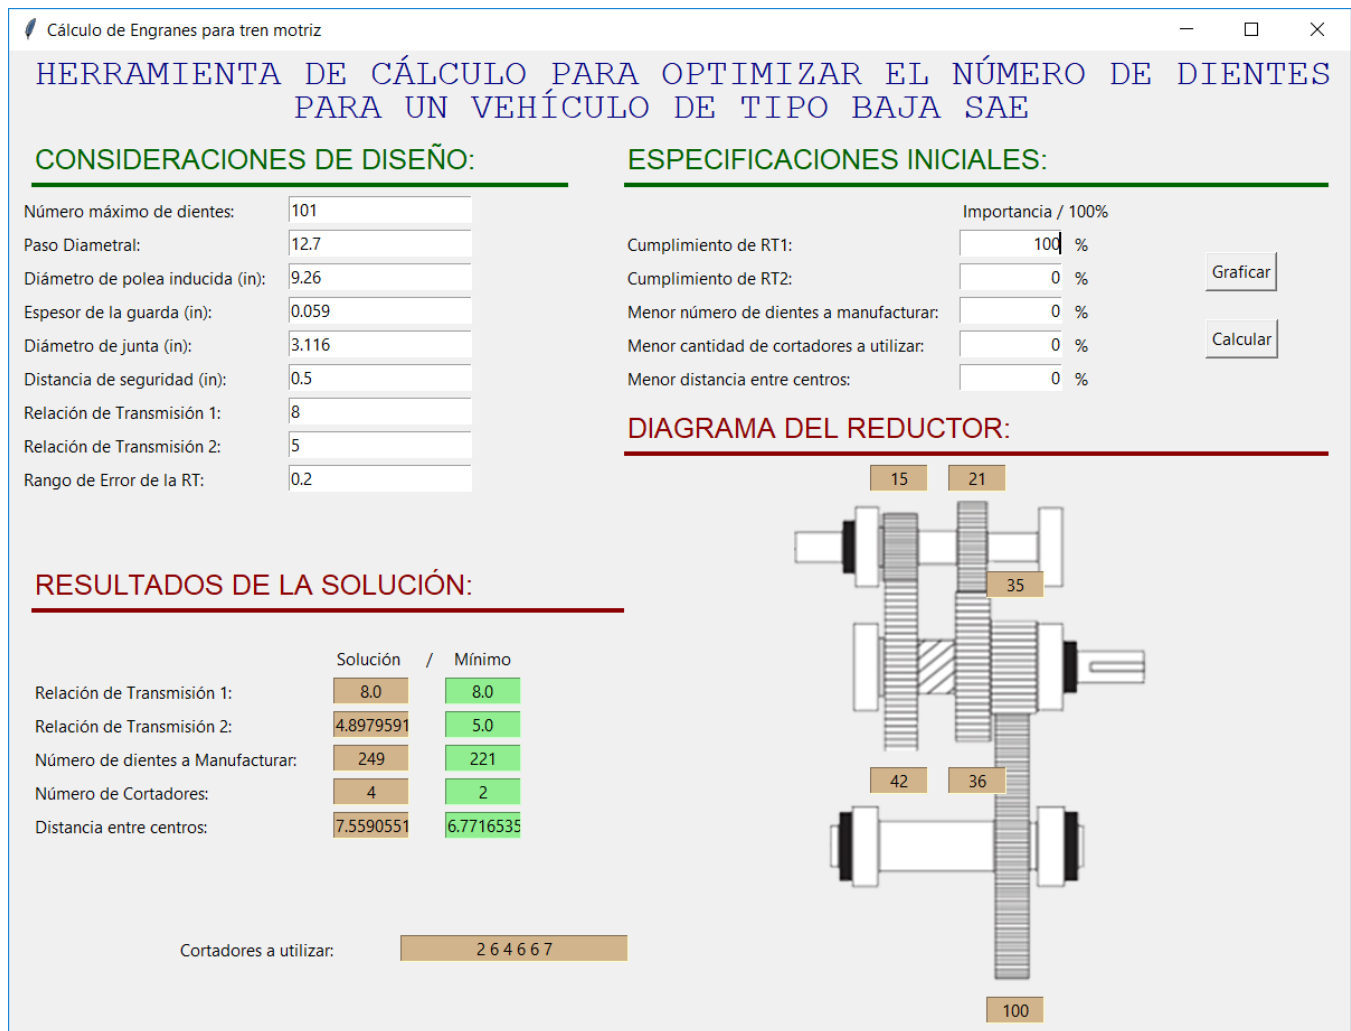 Cálculo de Engranes para tren motriz
HERRAMIENTA DE CÁLCULO PARA OPTIMIZAR EL NÚMERO DE DIENTES
PARA UN VEHÍCULO DE TIPO BAJA SAE
CONSIDERACIONES DE DISEÑO:
Número máximo de dientes: 101
Paso Diametral: 12.7
Diámetro de polea inducida (in): 9.26
Espesor de la guarda (in): 0.059
Diámetro de junta (in): 3.116
Distancia de seguridad (in): 0.5
Relación de Transmisión 1: 8
Relación de Transmisión 2: 5
Rango de Error de la RT: 0.2
ESPECIFICACIONES INICIALES:
Importancia / 100%
Cumplimiento de RT1: 100 %
Cumplimiento de RT2: 0 %
Menor número de dientes a manufacturar: 0 %
Menor cantidad de cortadores a utilizar: 0 %
Menor distancia entre centros: 0 %
Graficar
Calcular
DIAGRAMA DEL REDUCTOR:
15 21
35
42 36
100
RESULTADOS DE LA SOLUCIÓN:
Solución / Mínimo
Relación de Transmisión 1: 8.0 8.0
Relación de Transmisión 2: 4.8979591 5.0
Número de dientes a Manufacturar: 249 221
Número de Cortadores: 4 2
Distancia entre centros: 7.5590551 6.7716535
Cortadores a utilizar: 2 6 4 6 6 7